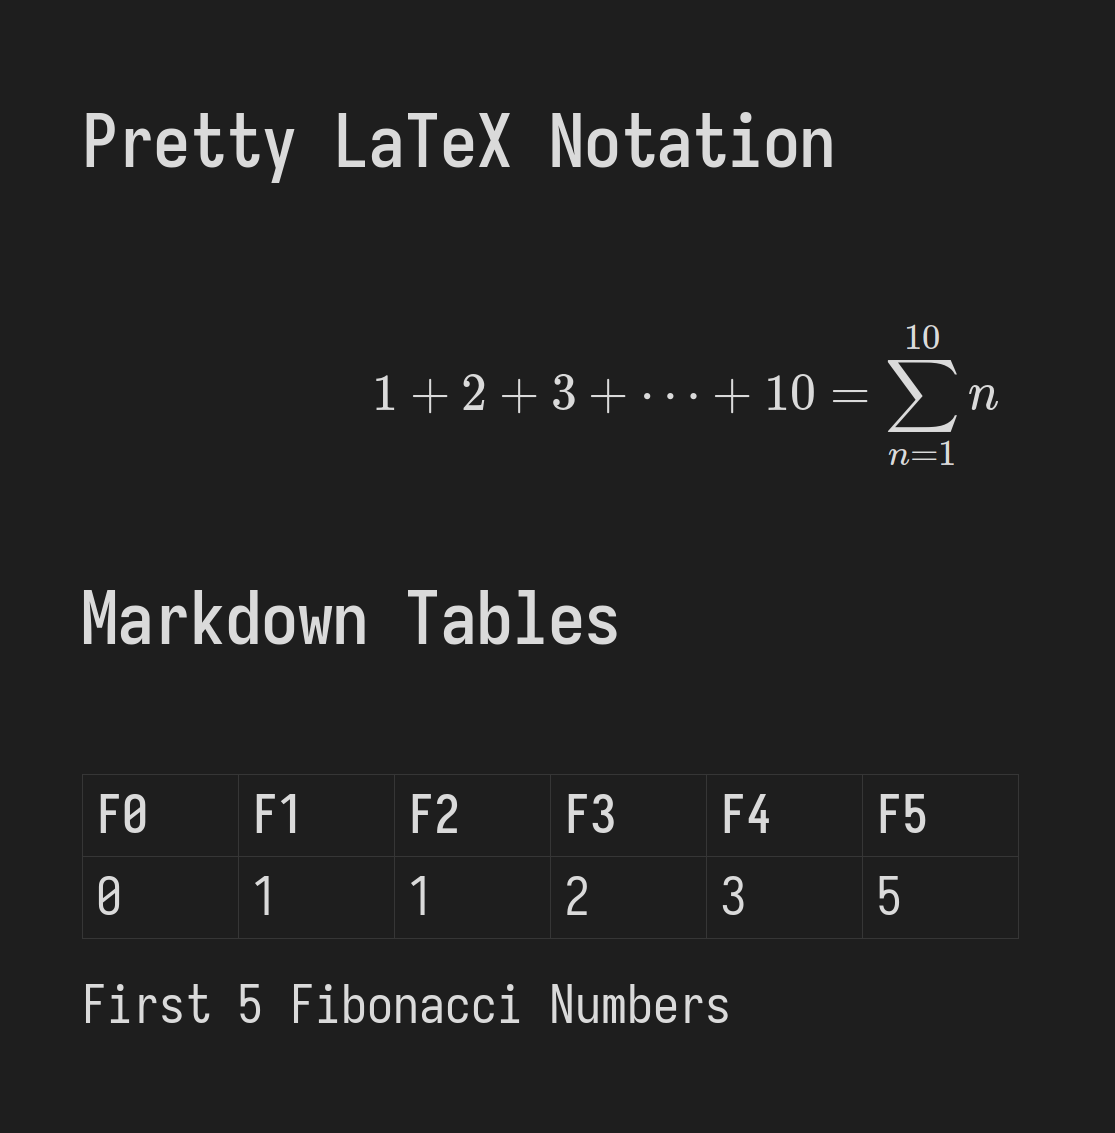 Pretty LaTeX Notation
1 + 2 + 3 + ⋯ + 10 = ∑_{n=1}^{10} n
Markdown Tables
F0 F1 F2 F3 F4 F5
0 1 1 2 3 5
First 5 Fibonacci Numbers